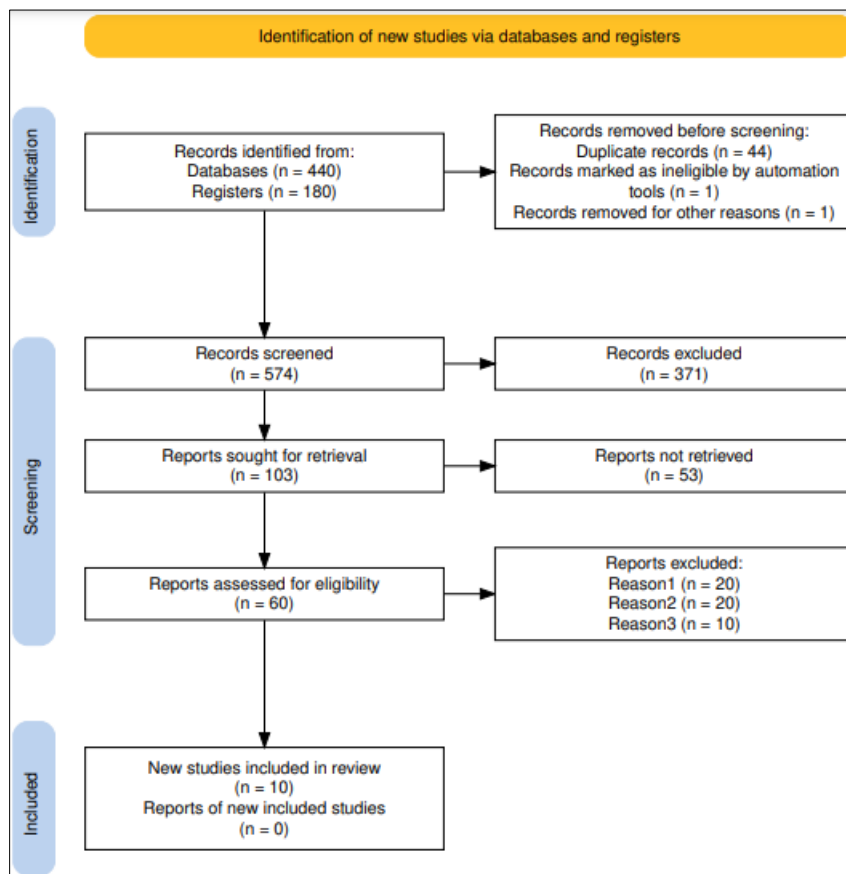 Identification of new studies via databases and registers
Identification
Records identified from:
Databases (n = 440)
Registers (n = 180)
Records removed before screening:
Duplicate records (n = 44)
Records marked as ineligible by automation
tools (n = 1)
Records removed for other reasons (n = 1)
Screening
Records screened
(n = 574)
Records excluded
(n = 371)
Reports sought for retrieval
(n = 103)
Reports not retrieved
(n = 53)
Reports assessed for eligibility
(n = 60)
Reports excluded:
Reason1 (n = 20)
Reason2 (n = 20)
Reason3 (n = 10)
Included
New studies included in review
(n = 10)
Reports of new included studies
(n = 0)